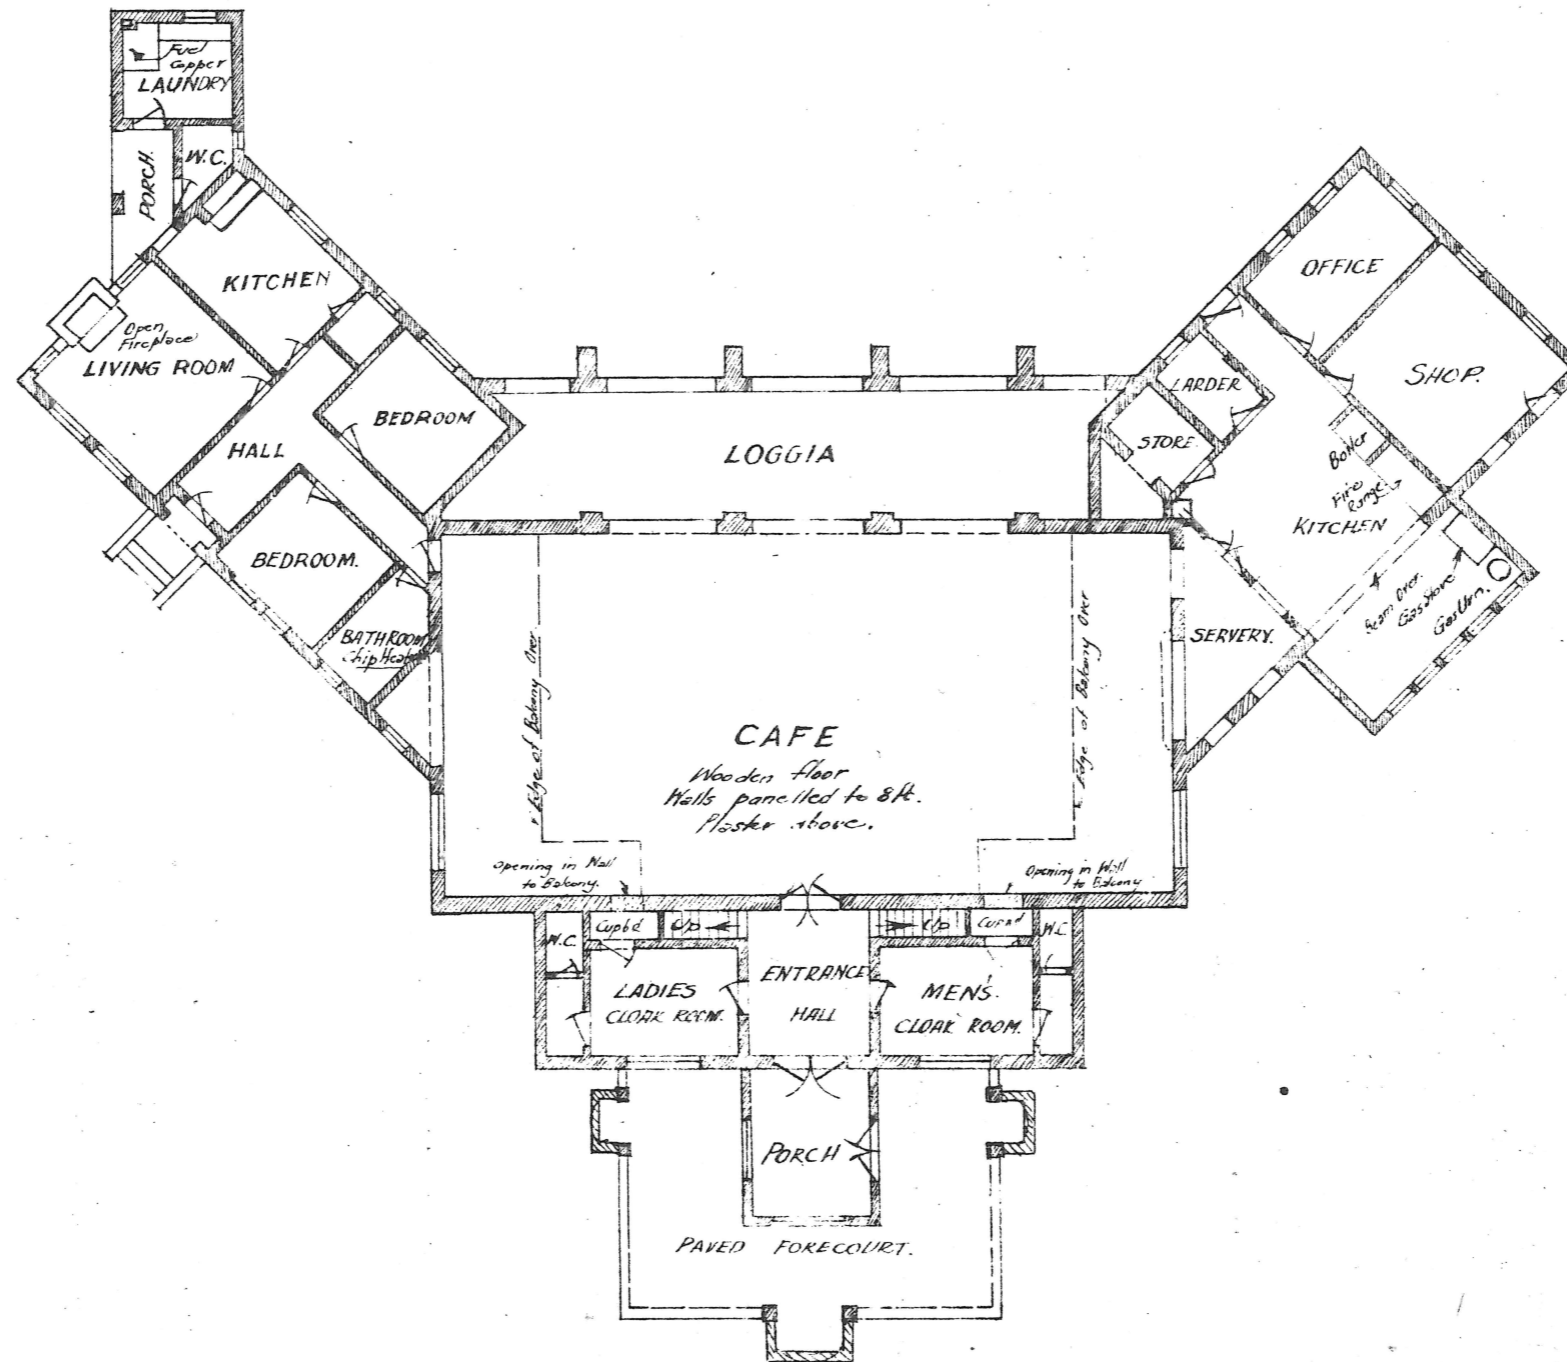 Fuel
Copper
LAUNDRY
W.C.
PORCH.
KITCHEN
Open
Fireplace
LIVING ROOM
HALL
BEDROOM
BEDROOM.
BATHROOM
Chip Heater
LOGGIA
OFFICE
SHOP.
LARDER
STORE
Boiler
Fire
Range
KITCHEN
Beam Over.
Gas Stove
Gas Urn.
SERVERY.
Edge of Balcony Over
Edge of Balcony Over
CAFE
Wooden floor
Walls panelled to 8ft.
Plaster above.
Opening in Wall
to Balcony.
Opening in Wall
to Balcony
W.C.
Cupb'd
Up
Up
Cupb'd
W.C
LADIES
CLOAK ROOM.
ENTRANCE
HALL
MEN'S.
CLOAK ROOM.
PORCH
PAVED FORECOURT.